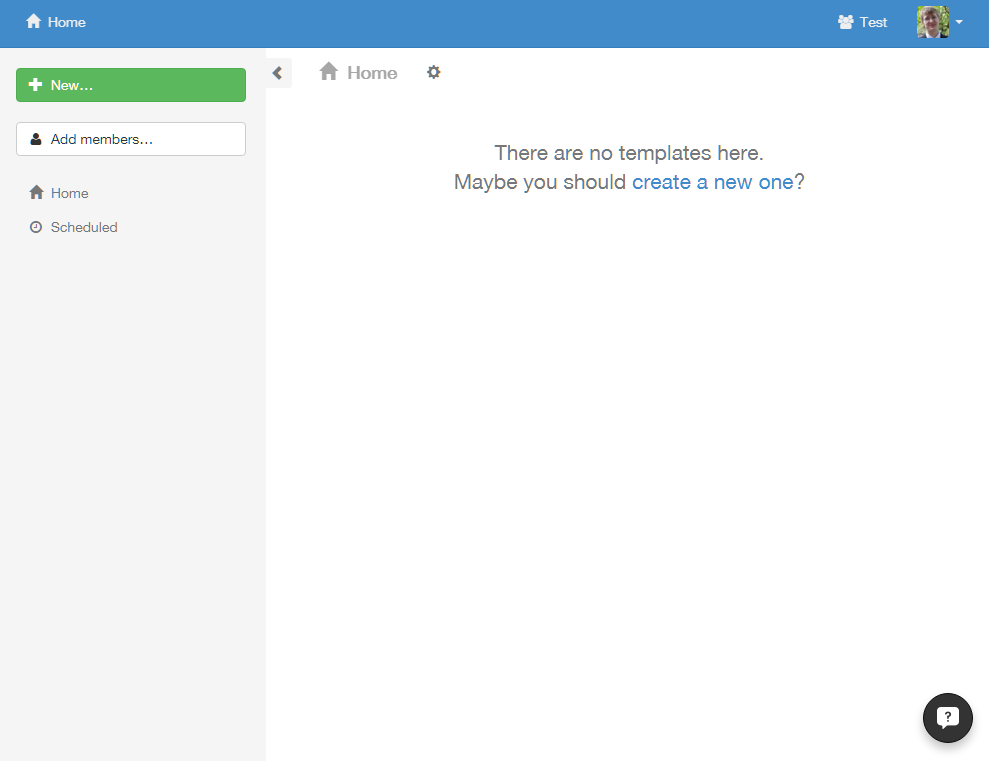 Home
Test
New...
Home
Add members...
There are no templates here.
Maybe you should create a new one?
Home
Scheduled
?